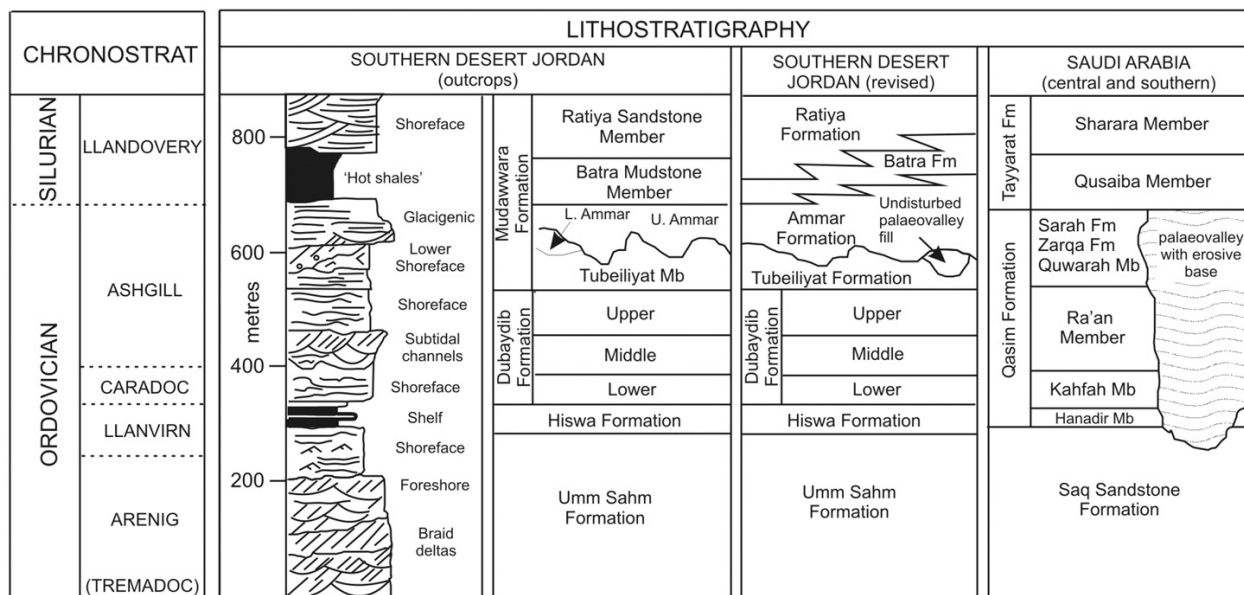 LITHOSTRATIGRAPHY
CHRONOSTRAT
SOUTHERN DESERT JORDAN
(outcrops)
SOUTHERN DESERT
JORDAN (revised)
SAUDI ARABIA
(central and southern)
SILURIAN
LLANDOVERY
ORDOVICIAN
ASHGILL
CARADOC
LLANVIRN
ARENIG
(TREMADOC)
metres
800
600
400
200
Shoreface
'Hot shales'
Glacigenic
Lower
Shoreface
Shoreface
Subtidal
channels
Shoreface
Shelf
Shoreface
Foreshore
Braid
deltas
Mudawwara
Formation
Ratiya Sandstone
Member
Batra Mudstone
Member
L. Ammar
U. Ammar
Tubeiliyat Mb
Dubaydib
Formation
Upper
Middle
Lower
Hiswa Formation
Umm Sahm
Formation
Ratiya
Formation
Batra Fm
Ammar
Formation
Undisturbed
palaeovalley
fill
Tubeiliyat Formation
Dubaydib
Formation
Upper
Middle
Lower
Hiswa Formation
Umm Sahm
Formation
Tayyarat Fm
Sharara Member
Qusaiba Member
Qasim Formation
Sarah Fm
Zarqa Fm
Quwarah Mb
Ra'an
Member
Kahfah Mb
Hanadir Mb
palaeovalley
with erosive
base
Saq Sandstone
Formation